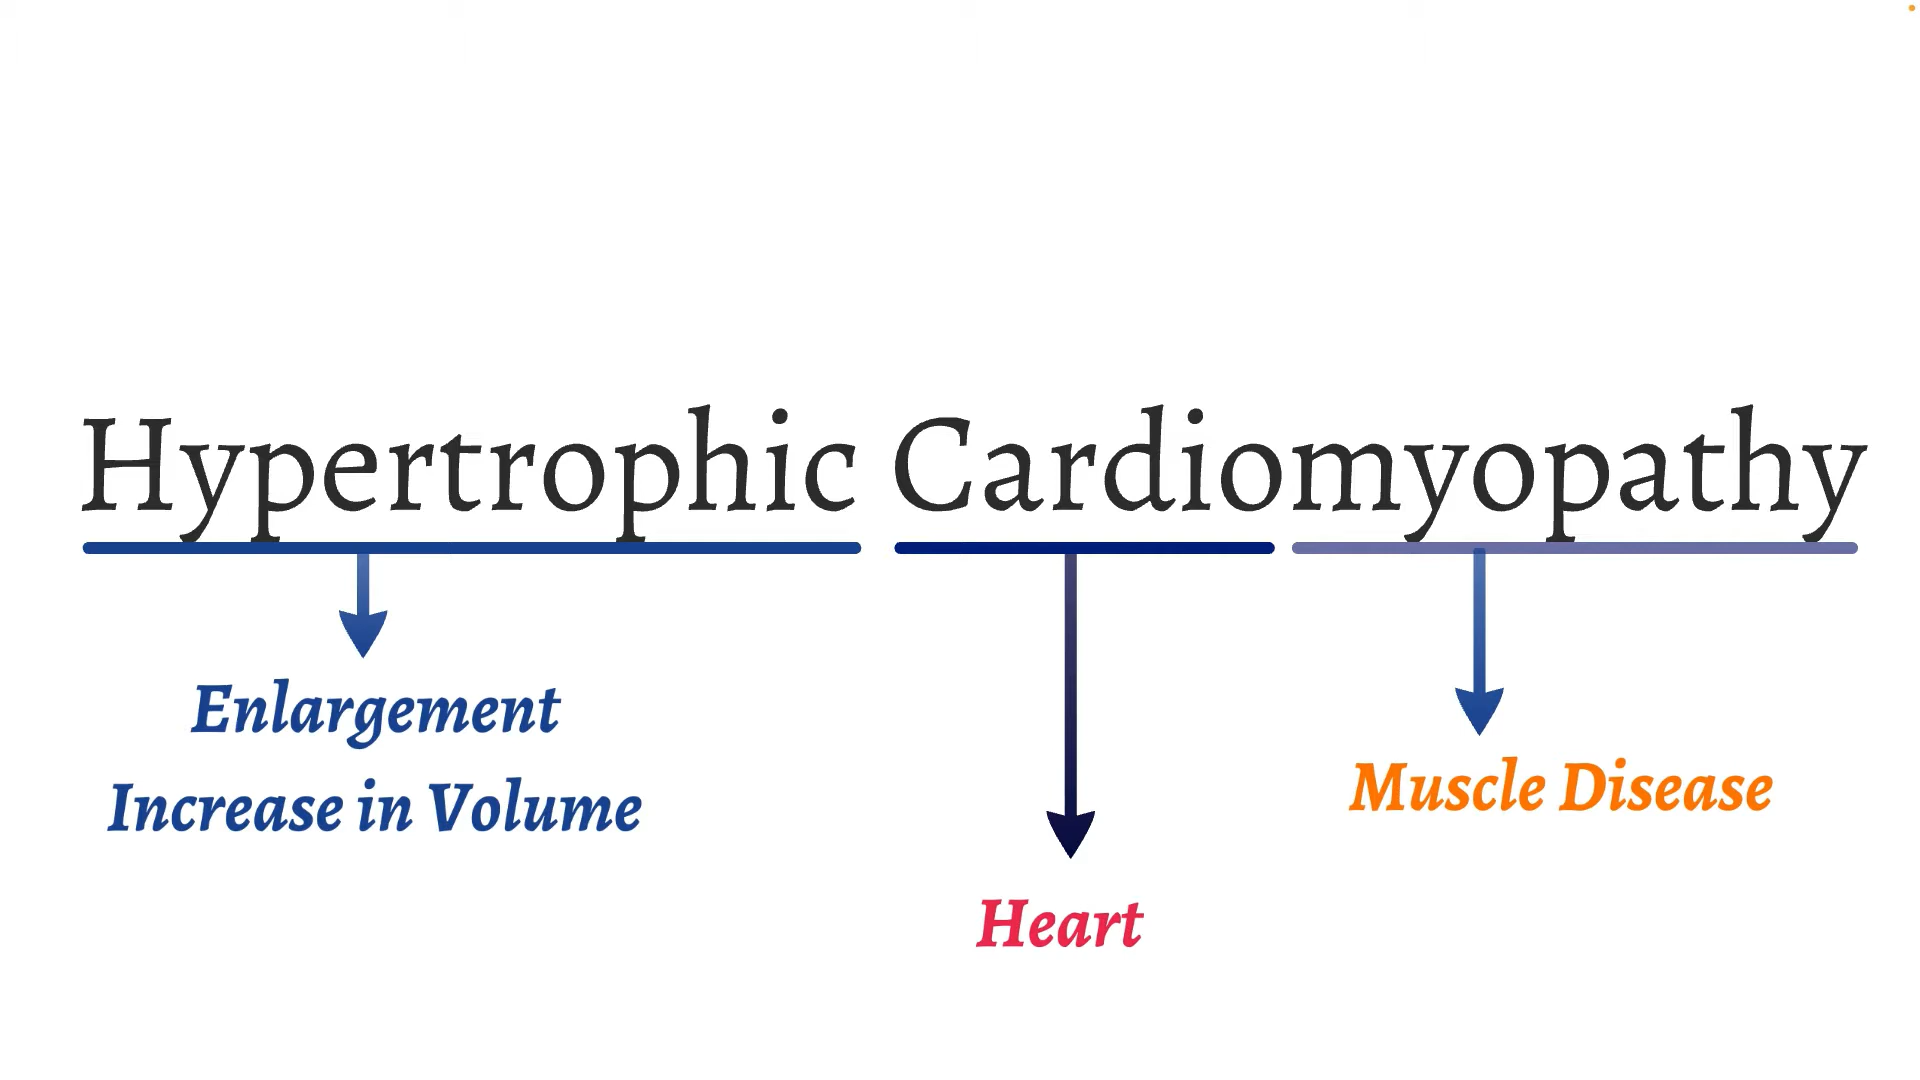 Hypertrophic Cardiomyopathy
Enlargement
Increase in Volume
Muscle Disease
Heart